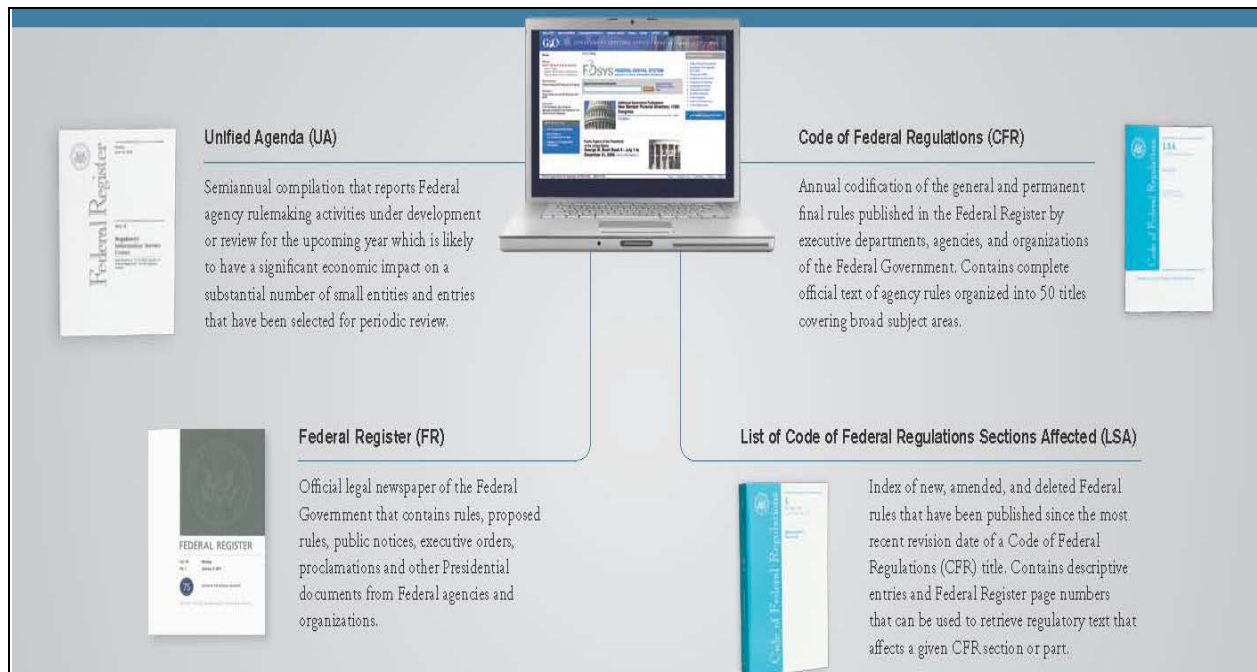 GPO
FDSYS FEDERAL DIGITAL SYSTEM
Unified Agenda (UA)
Semiannual compilation that reports Federal
agency rulemaking activities under development
or review for the upcoming year which is likely
to have a significant economic impact on a
substantial number of small entities and entries
that have been selected for periodic review.
Federal Register
Code of Federal Regulations (CFR)
Annual codification of the general and permanent
final rules published in the Federal Register by
executive departments, agencies, and organizations
of the Federal Government. Contains complete
official text of agency rules organized into 50 titles
covering broad subject areas.
LSA
Code of Federal Regulations
Federal Register (FR)
Official legal newspaper of the Federal
Government that contains rules, proposed
rules, public notices, executive orders,
proclamations and other Presidential
documents from Federal agencies and
organizations.
FEDERAL REGISTER
75
List of Code of Federal Regulations Sections Affected (LSA)
Index of new, amended, and deleted Federal
rules that have been published since the most
recent revision date of a Code of Federal
Regulations (CFR) title. Contains descriptive
entries and Federal Register page numbers
that can be used to retrieve regulatory text that
affects a given CFR section or part.
Code of Federal Regulations